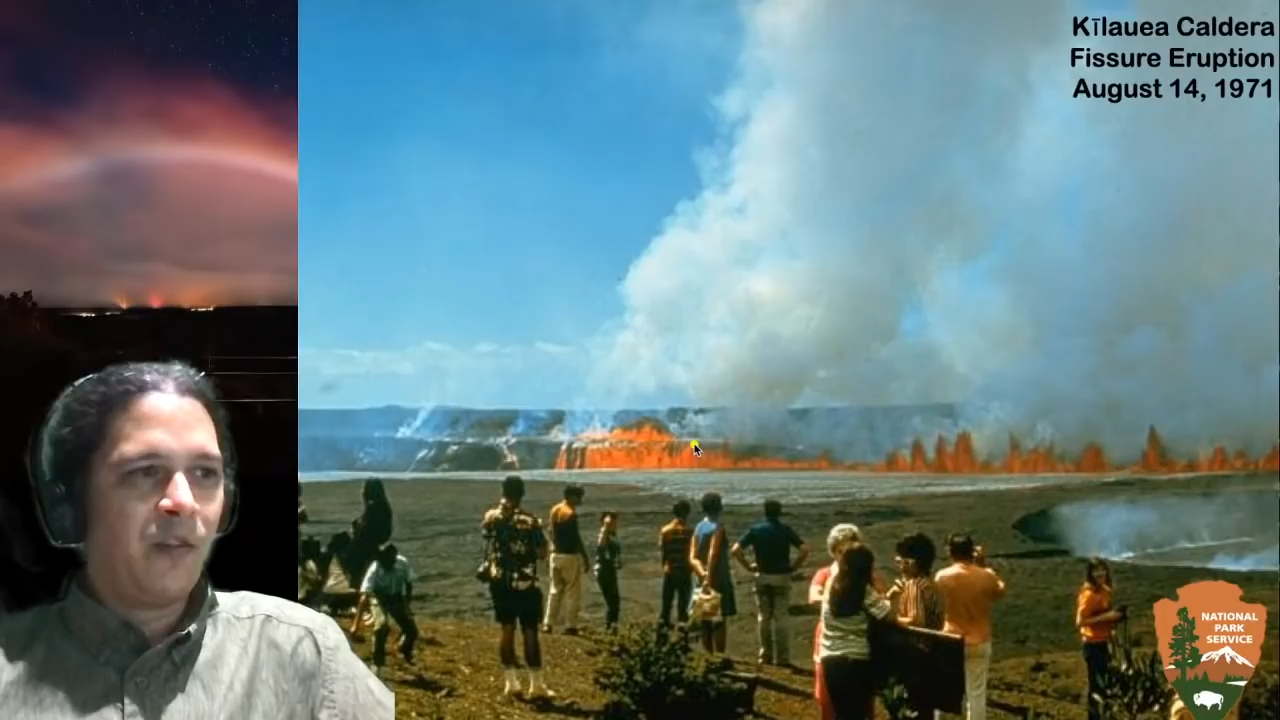 Kīlauea Caldera
Fissure Eruption
August 14, 1971
NATIONAL
PARK
SERVICE